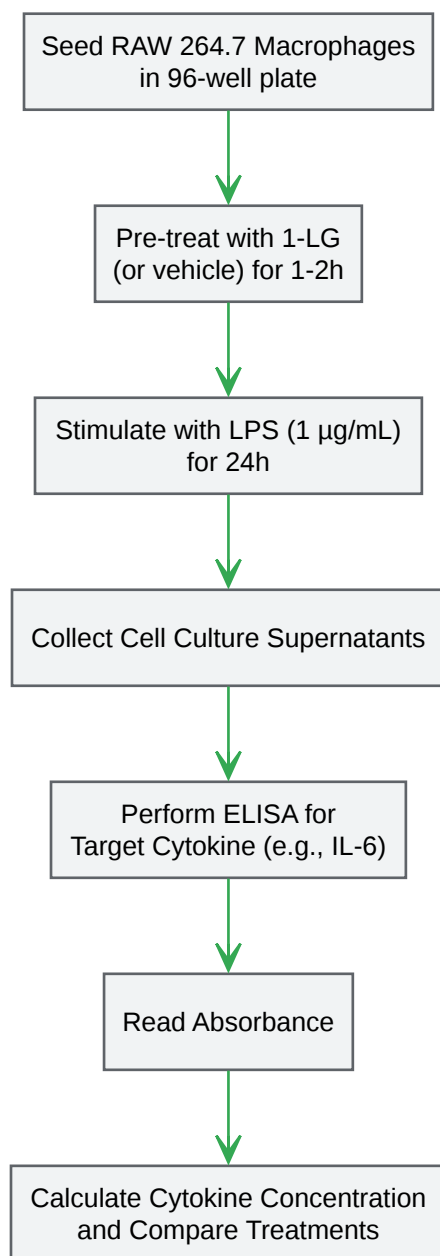 Seed RAW 264.7 Macrophages
in 96-well plate
Pre-treat with 1-LG
(or vehicle) for 1-2h
Stimulate with LPS (1 µg/mL)
for 24h
Collect Cell Culture Supernatants
Perform ELISA for
Target Cytokine (e.g., IL-6)
Read Absorbance
Calculate Cytokine Concentration
and Compare Treatments